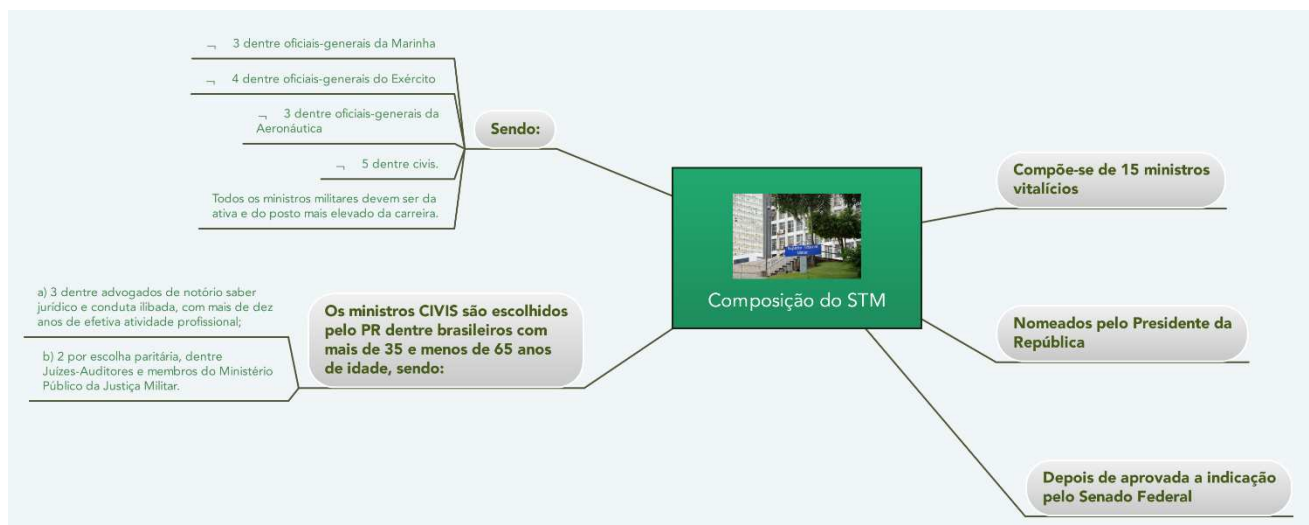 ¬ 3 dentre oficiais-generais da Marinha
¬ 4 dentre oficiais-generais do Exército
¬ 3 dentre oficiais-generais da
Aeronáutica
¬ 5 dentre civis.
Todos os ministros militares devem ser da
ativa e do posto mais elevado da carreira.
Sendo:
a) 3 dentre advogados de notório saber
jurídico e conduta ilibada, com mais de dez
anos de efetiva atividade profissional;
b) 2 por escolha paritária, dentre
Juízes-Auditores e membros do Ministério
Público da Justiça Militar.
Os ministros CIVIS são escolhidos
pelo PR dentre brasileiros com
mais de 35 e menos de 65 anos
de idade, sendo:
Composição do STM
Compõe-se de 15 ministros
vitalícios
Nomeados pelo Presidente da
República
Depois de aprovada a indicação
pelo Senado Federal